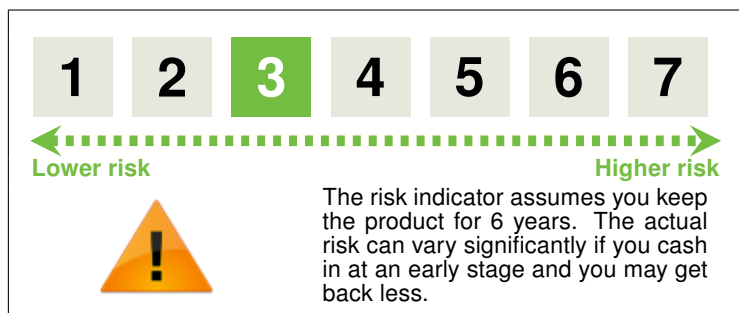 1 2 3 4 5 6 7
Lower risk Higher risk
!
The risk indicator assumes you keep
the product for 6 years. The actual
risk can vary significantly if you cash
in at an early stage and you may get
back less.